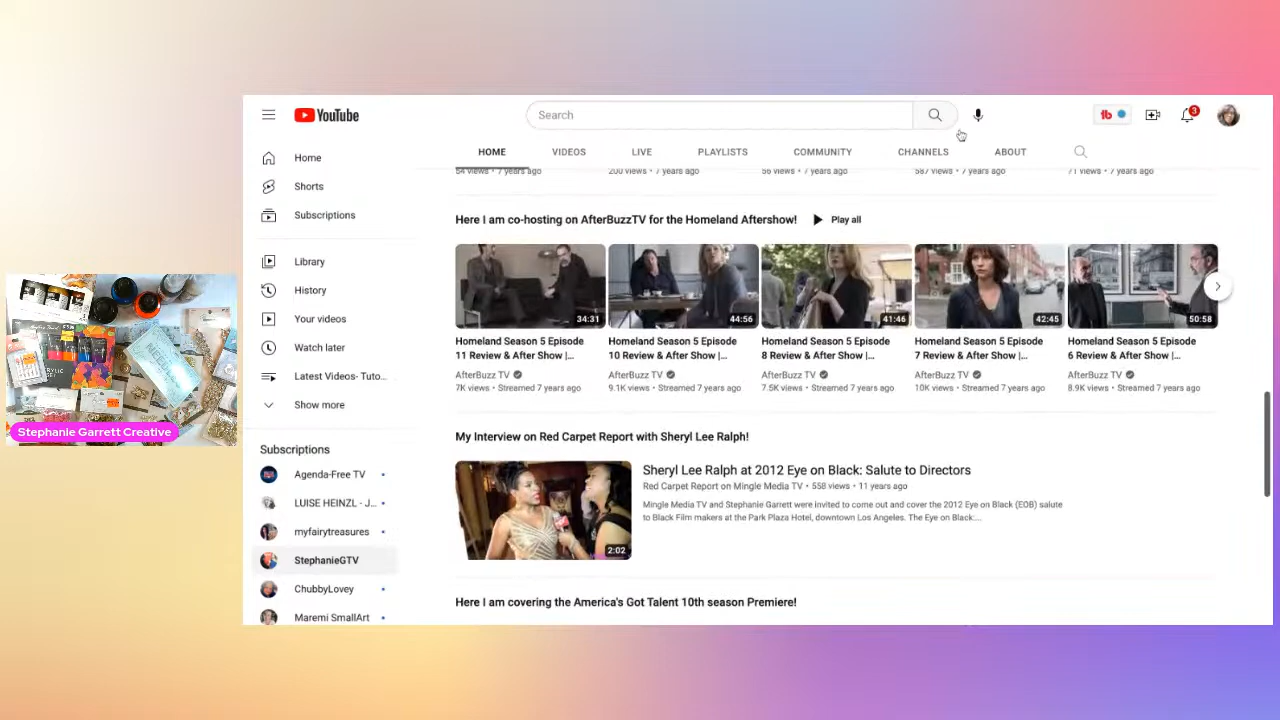 YouTube
Search
3
Home
Shorts
Subscriptions
Library
History
Your videos
Watch later
Latest Videos- Tuto...
Show more
Subscriptions
Agenda-Free TV
LUISE HEINZL - J...
myfairytreasures
StephanieGTV
ChubbyLovey
Maremi SmallArt
HOME VIDEOS LIVE PLAYLISTS COMMUNITY CHANNELS ABOUT
54 views • 7 years ago 200 views • 7 years ago 56 views • 7 years ago 587 views • 7 years ago 71 views • 7 years ago
Here I am co-hosting on AfterBuzzTV for the Homeland Aftershow! Play all
34:31 44:56 41:46 42:45 50:58
Homeland Season 5 Episode
11 Review & After Show |...
AfterBuzz TV
7K views • Streamed 7 years ago
Homeland Season 5 Episode
10 Review & After Show |...
AfterBuzz TV
9.1K views • Streamed 7 years ago
Homeland Season 5 Episode
8 Review & After Show |...
AfterBuzz TV
7.5K views • Streamed 7 years ago
Homeland Season 5 Episode
7 Review & After Show |...
AfterBuzz TV
10K views • Streamed 7 years ago
Homeland Season 5 Episode
6 Review & After Show |...
AfterBuzz TV
8.9K views • Streamed 7 years ago
My Interview on Red Carpet Report with Sheryl Lee Ralph!
2:02
Sheryl Lee Ralph at 2012 Eye on Black: Salute to Directors
Red Carpet Report on Mingle Media TV • 558 views • 11 years ago
Mingle Media TV and Stephanie Garrett were invited to come out and cover the 2012 Eye on Black (EOB) salute
to Black Film makers at the Park Plaza Hotel, downtown Los Angeles. The Eye on Black:...
Here I am covering the America's Got Talent 10th season Premiere!
Stephanie Garrett Creative